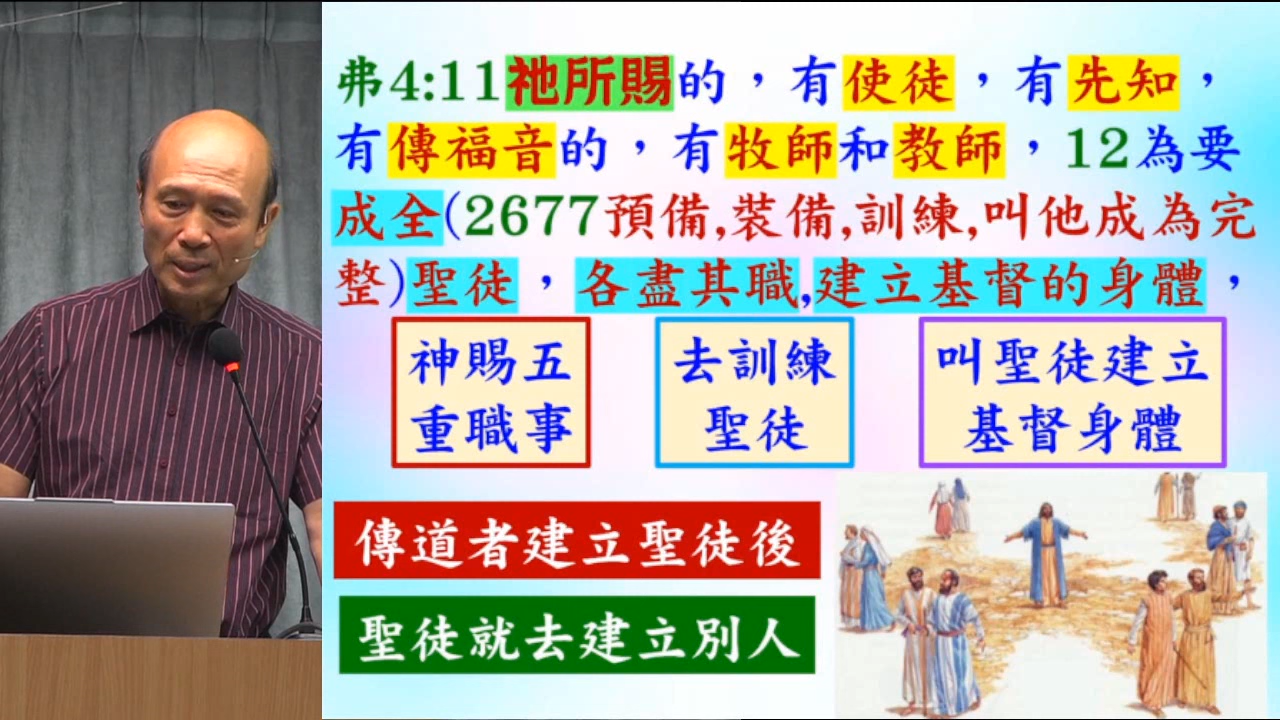 弗4:11祂所賜的，有使徒，有先知，
有傳福音的，有牧師和教師，12為要
成全(2677預備,裝備,訓練,叫他成為完
整)聖徒，各盡其職,建立基督的身體，
神賜五
重職事
去訓練
聖徒
叫聖徒建立
基督身體
傳道者建立聖徒後
聖徒就去建立別人